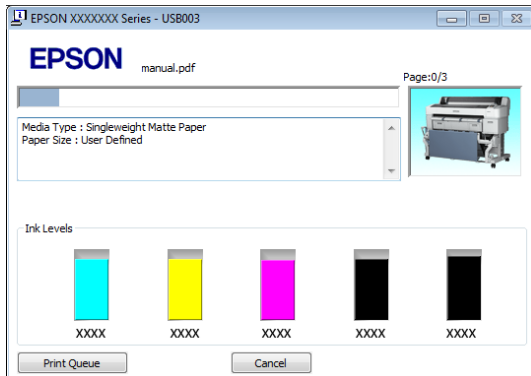 EPSON XXXXXXX Series - USB003
EPSON
manual.pdf
Page:0/3
Media Type : Singleweight Matte Paper
Paper Size : User Defined
Ink Levels
XXXX XXXX XXXX XXXX XXXX
Print Queue Cancel